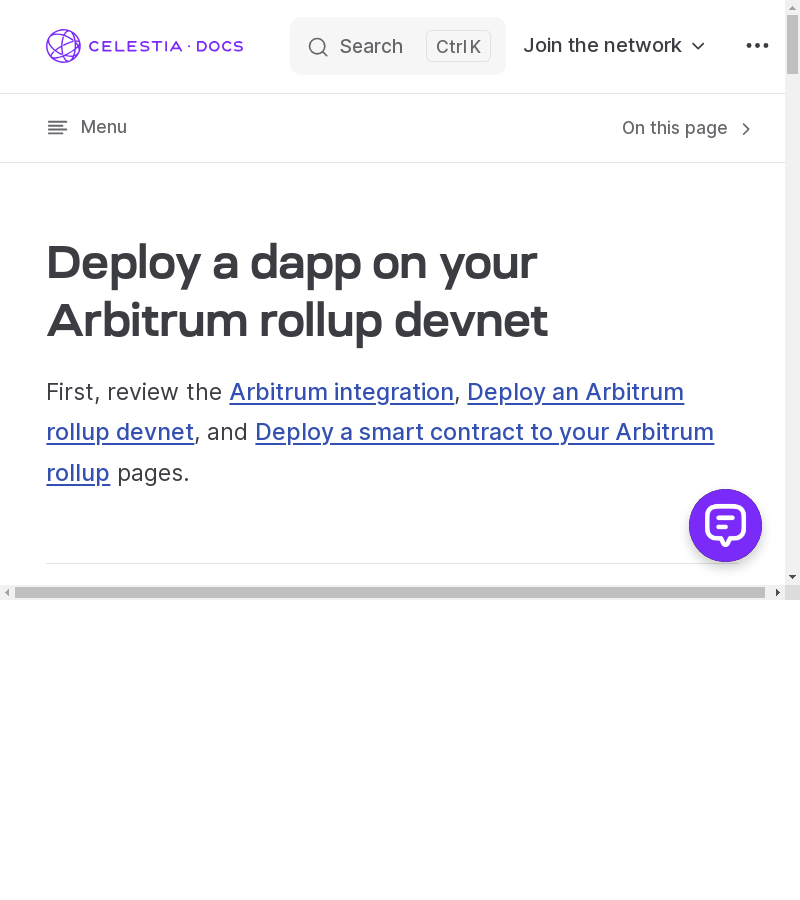 CELESTIA · DOCS
Search
Ctrl K
Join the network
Menu
On this page
Deploy a dapp on your
Arbitrum rollup devnet
First, review the Arbitrum integration, Deploy an Arbitrum
rollup devnet, and Deploy a smart contract to your Arbitrum
rollup pages.